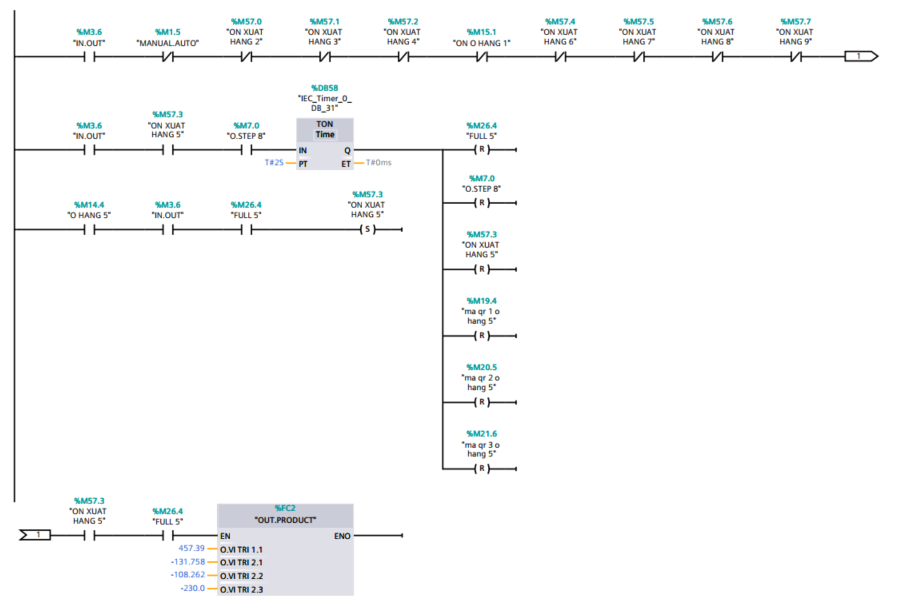 %M3.6
"IN.OUT"
%M1.5
"MANUAL.AUTO"
%M57.0
"ON XUAT
HANG 2"
%M57.1
"ON XUAT
HANG 3"
%M57.2
"ON XUAT
HANG 4"
%M15.1
"ON O HANG 1"
%M57.4
"ON XUAT
HANG 6"
%M57.5
"ON XUAT
HANG 7"
%M57.6
"ON XUAT
HANG 8"
%M57.7
"ON XUAT
HANG 9"
1
%M3.6
"IN.OUT"
%M57.3
"ON XUAT
HANG 5"
%M7.0
"O.STEP 8"
%DB58
"IEC_Timer_0_
DB_31"
TON
Time
IN
Q
T#2S
PT
ET
T#0ms
%M26.4
"FULL 5"
R
%M7.0
"O.STEP 8"
R
%M57.3
"ON XUAT
HANG 5"
R
%M19.4
"ma qr 1 o
hang 5"
R
%M20.5
"ma qr 2 o
hang 5"
R
%M21.6
"ma qr 3 o
hang 5"
R
%M14.4
"O HANG 5"
%M3.6
"IN.OUT"
%M26.4
"FULL 5"
%M57.3
"ON XUAT
HANG 5"
S
1
%M57.3
"ON XUAT
HANG 5"
%M26.4
"FULL 5"
%FC2
"OUT.PRODUCT"
EN
ENO
457.39 O.VI TRI 1.1
-131.758 O.VI TRI 2.1
-108.262 O.VI TRI 2.2
-230.0 O.VI TRI 2.3